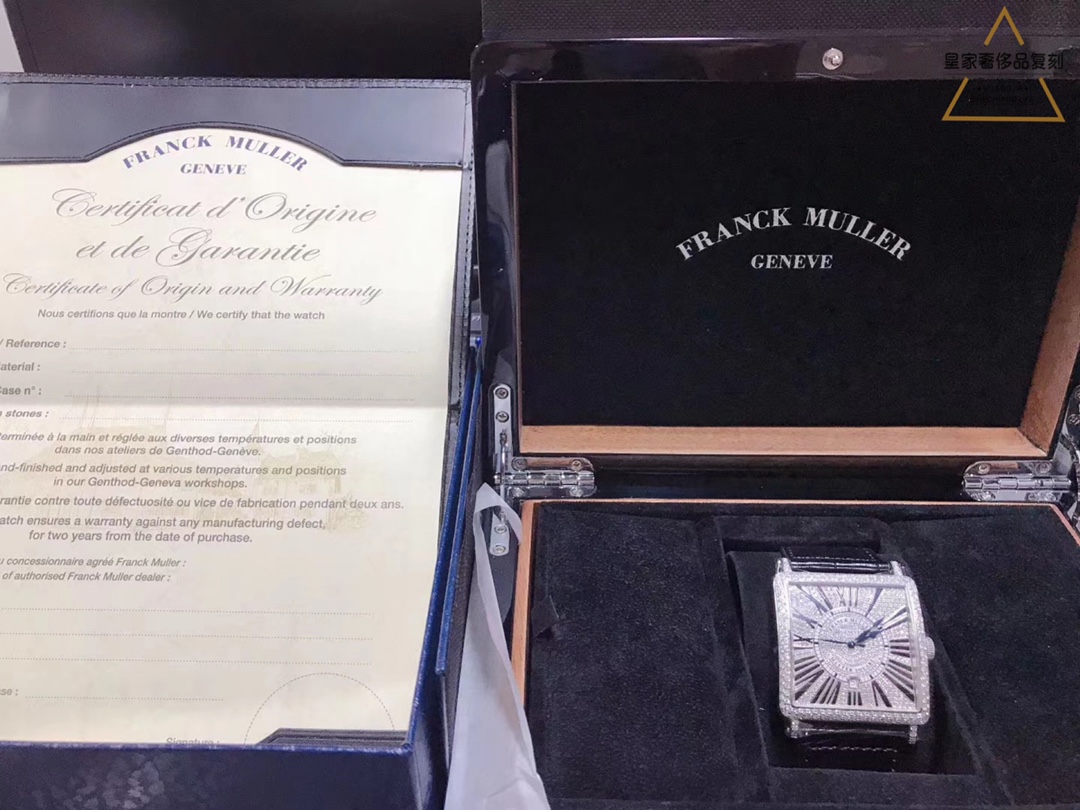 FRANCK MULLER
GENEVE
Certificat d'Origine
et de Garantie
Certificate of Origin and Warranty
Nous certifions que la montre / We certify that the watch
/ Reference :
aterial :
ase n° :
stones :
terminée à la main et réglée aux diverses températures et positions
dans nos ateliers de Genthod-Genève.
nd-finished and adjusted at various temperatures and positions
in our Genthod-Geneva workshops.
rantie contre toute défectuosité ou vice de fabrication pendant deux ans.
atch ensures a warranty against any manufacturing defect,
for two years from the date of purchase.
u concessionnaire agréé Franck Muller :
of authorised Franck Muller dealer :
se :
Signature :
皇家奢侈品复刻
FRANCK MULLER
GENEVE